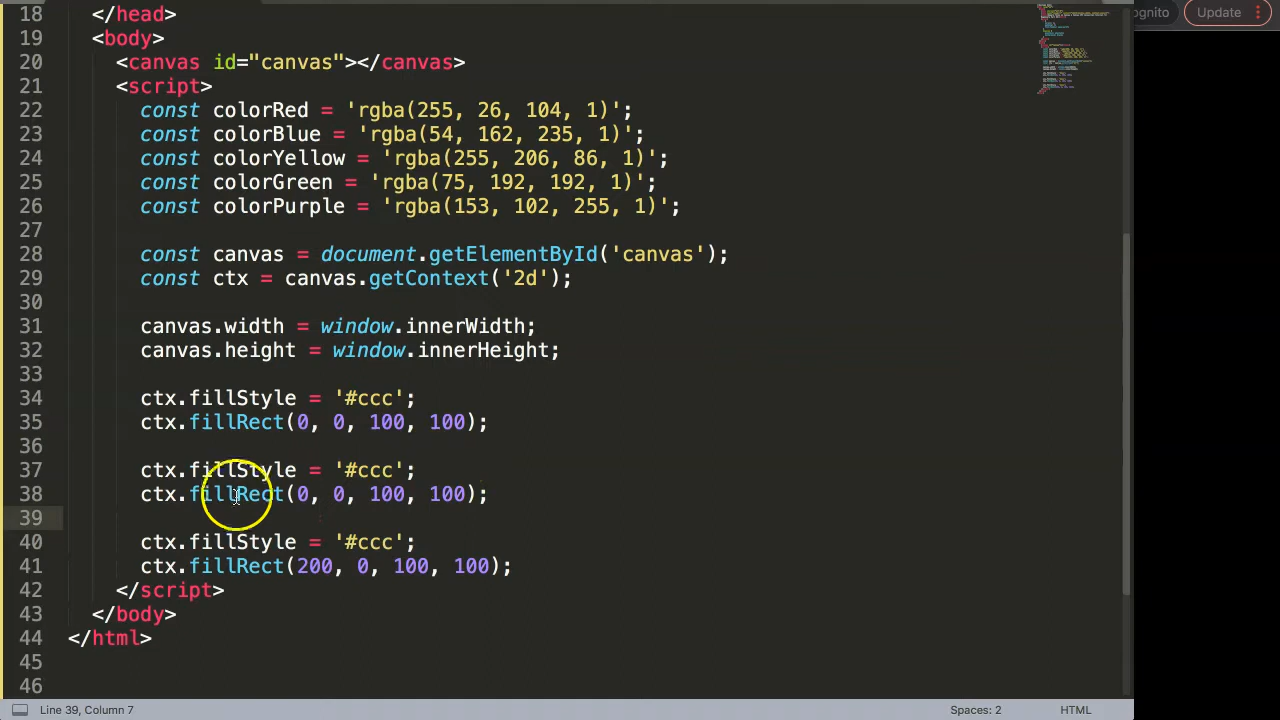 18 </head>
19 <body>
20 <canvas id="canvas"></canvas>
21 <script>
22 const colorRed = 'rgba(255, 26, 104, 1)';
23 const colorBlue = 'rgba(54, 162, 235, 1)';
24 const colorYellow = 'rgba(255, 206, 86, 1)';
25 const colorGreen = 'rgba(75, 192, 192, 1)';
26 const colorPurple = 'rgba(153, 102, 255, 1)';
27
28 const canvas = document.getElementById('canvas');
29 const ctx = canvas.getContext('2d');
30
31 canvas.width = window.innerWidth;
32 canvas.height = window.innerHeight;
33
34 ctx.fillStyle = '#ccc';
35 ctx.fillRect(0, 0, 100, 100);
36
37 ctx.fillStyle = '#ccc';
38 ctx.fillRect(0, 0, 100, 100);
39
40 ctx.fillStyle = '#ccc';
41 ctx.fillRect(200, 0, 100, 100);
42 </script>
43 </body>
44 </html>
45
46
Line 39, Column 7
Spaces: 2
HTML
ognito
Update